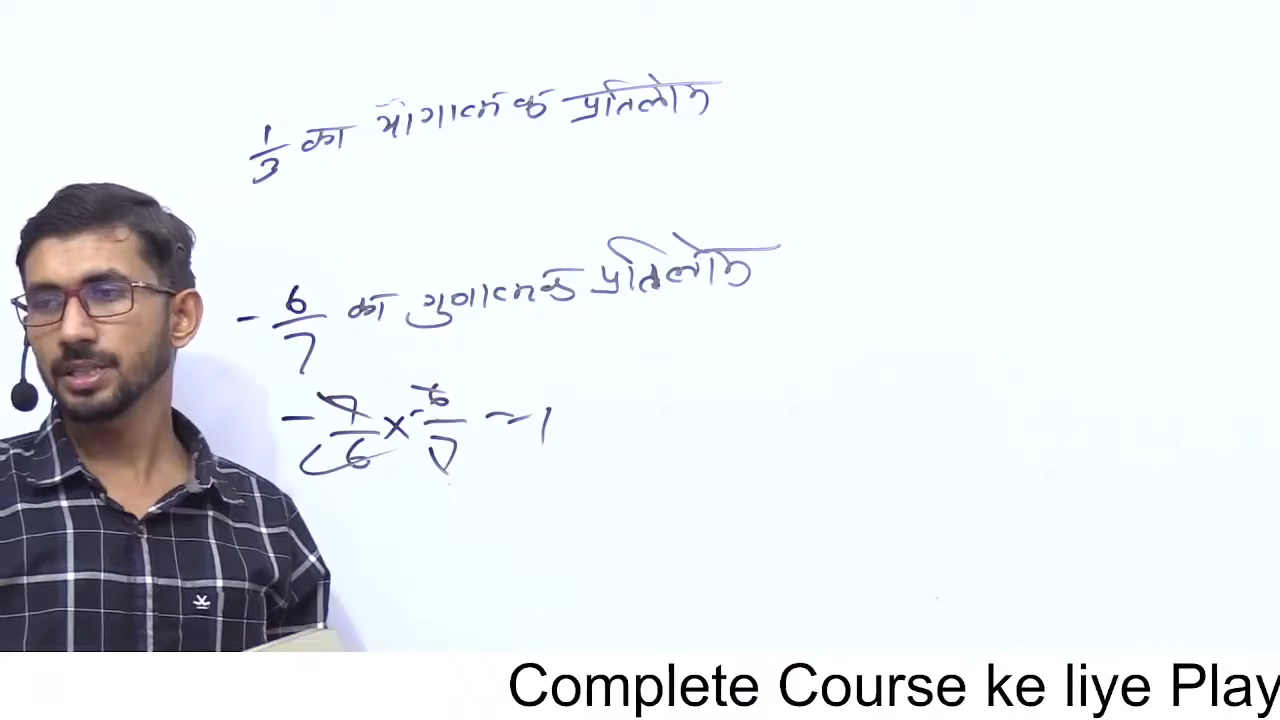 1/3 का योगात्मक प्रतिलोम
- 6/7 का गुणात्मक प्रतिलोम
- 7/6 × - 6/7 = 1
Complete Course ke liye Play